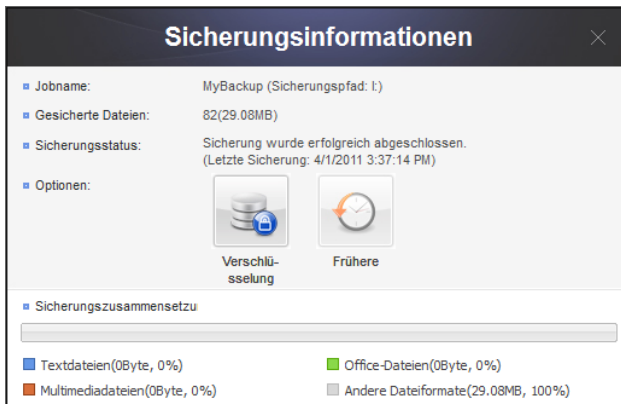 Sicherungsinformationen
Jobname: MyBackup (Sicherungspfad: I:)
Gesicherte Dateien: 82(29.08MB)
Sicherungsstatus: Sicherung wurde erfolgreich abgeschlossen.
(Letzte Sicherung: 4/1/2011 3:37:14 PM)
Optionen:
Verschlü-
sselung
Frühere
Sicherungszusammensetzu
Textdateien(0Byte, 0%) Office-Dateien(0Byte, 0%)
Multimediadateien(0Byte, 0%) Andere Dateiformate(29.08MB, 100%)